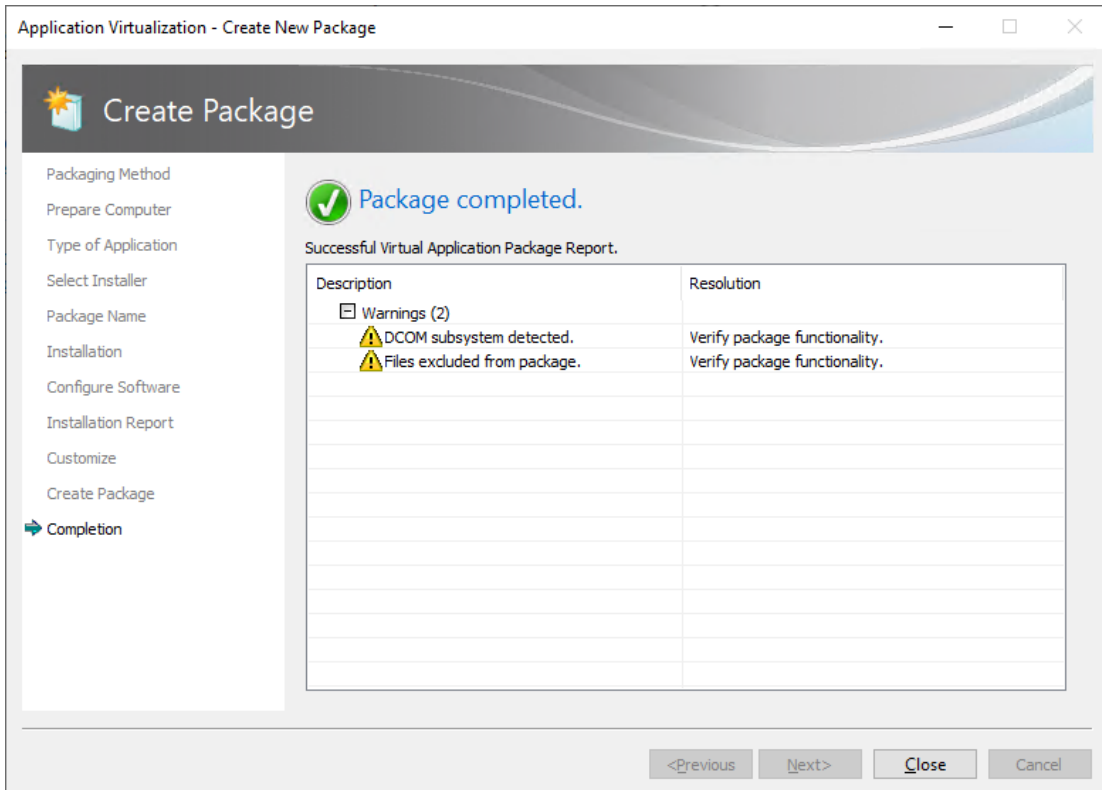 Application Virtualization - Create New Package
Create Package
Packaging Method
Prepare Computer
Type of Application
Select Installer
Package Name
Installation
Configure Software
Installation Report
Customize
Create Package
Completion
Package completed.
Successful Virtual Application Package Report.
Description Resolution
Warnings (2)
DCOM subsystem detected. Verify package functionality.
Files excluded from package. Verify package functionality.
<Previous Next> Close Cancel